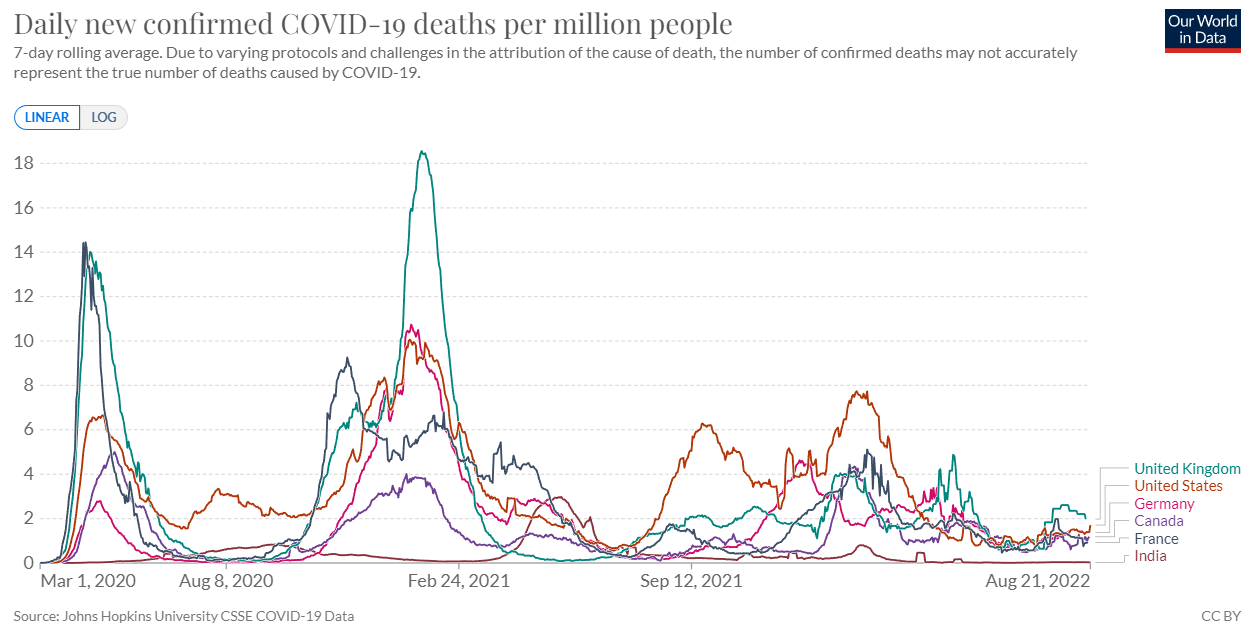 Daily new confirmed COVID-19 deaths per million people
Our World
in Data
7-day rolling average. Due to varying protocols and challenges in the attribution of the cause of death, the number of confirmed deaths may not accurately
represent the true number of deaths caused by COVID-19.
LINEAR LOG
18
16
14
12
10
8
6
4
2
0
United Kingdom
United States
Germany
Canada
France
India
Mar 1, 2020 Aug 8, 2020 Feb 24, 2021 Sep 12, 2021 Aug 21, 2022
Source: Johns Hopkins University CSSE COVID-19 Data CC BY